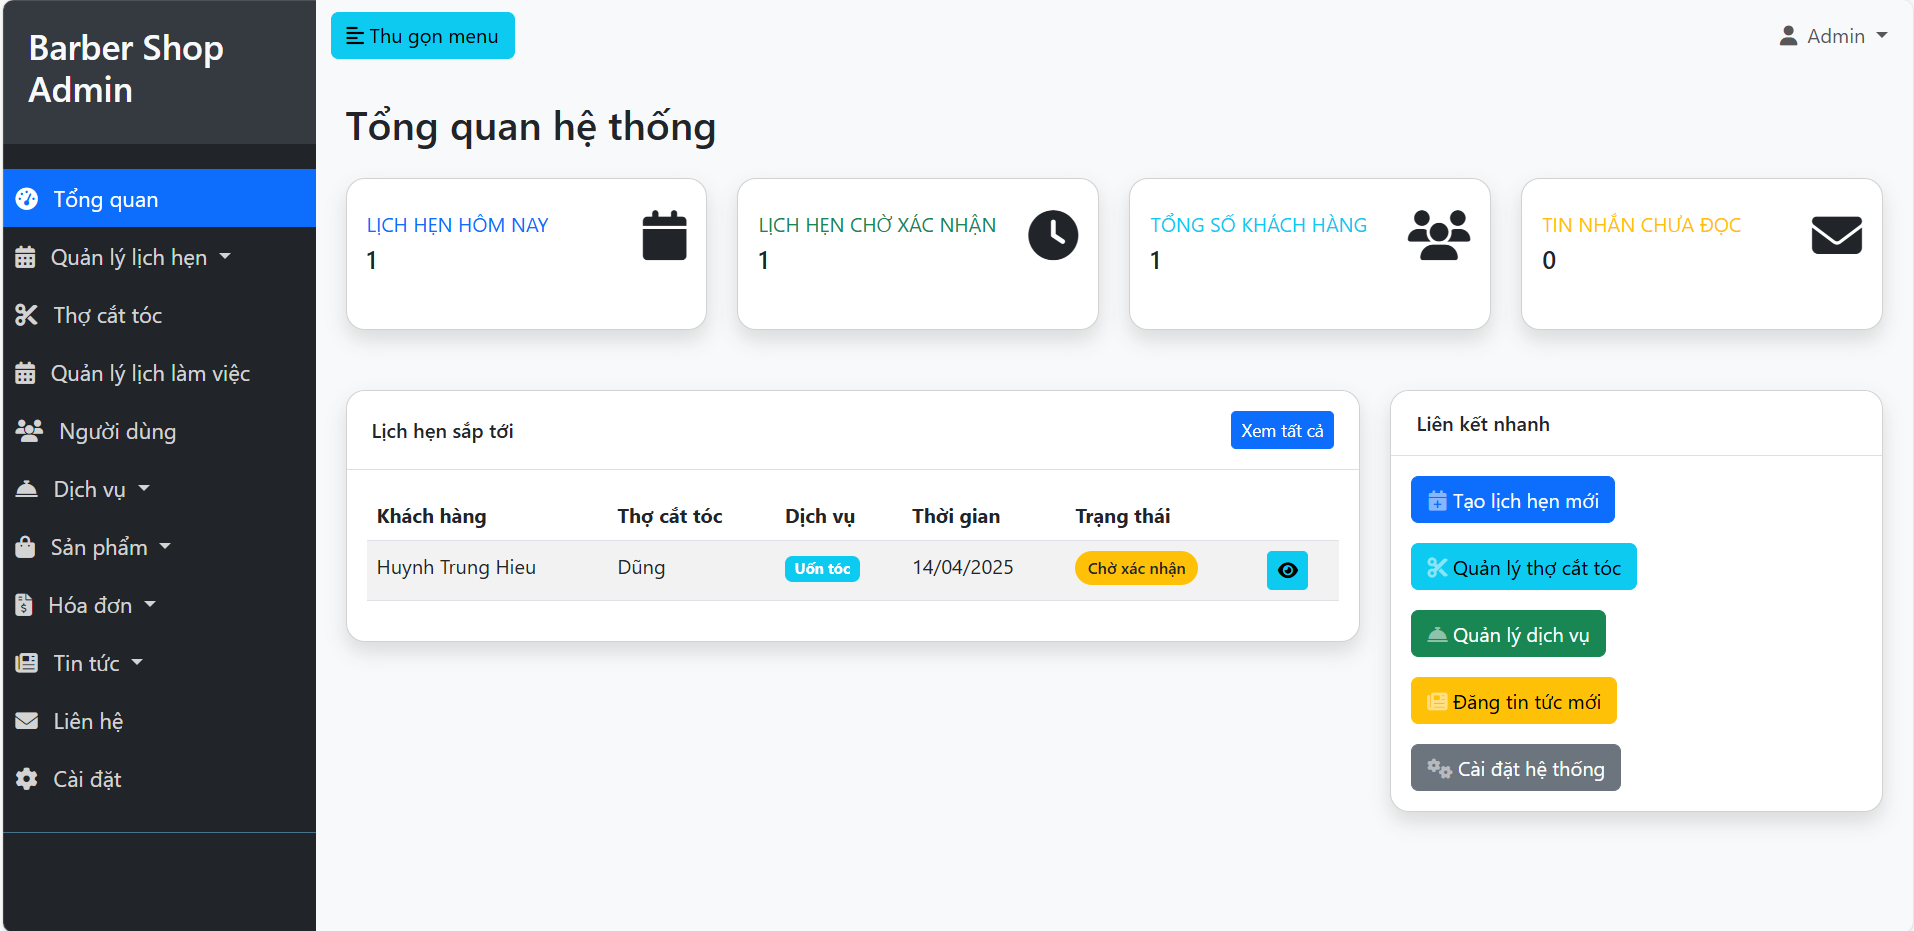 Barber Shop
Admin
Tổng quan
Quản lý lịch hẹn
Thợ cắt tóc
Quản lý lịch làm việc
Người dùng
Dịch vụ
Sản phẩm
Hóa đơn
Tin tức
Liên hệ
Cài đặt
Thu gọn menu
Admin
Tổng quan hệ thống
LỊCH HẸN HÔM NAY
1
LỊCH HẸN CHỜ XÁC NHẬN
1
TỔNG SỐ KHÁCH HÀNG
1
TIN NHẮN CHƯA ĐỌC
0
Lịch hẹn sắp tới
Xem tất cả
Khách hàng Thợ cắt tóc Dịch vụ Thời gian Trạng thái
Huynh Trung Hieu Dũng Uốn tóc 14/04/2025 Chờ xác nhận
Liên kết nhanh
Tạo lịch hẹn mới
Quản lý thợ cắt tóc
Quản lý dịch vụ
Đăng tin tức mới
Cài đặt hệ thống